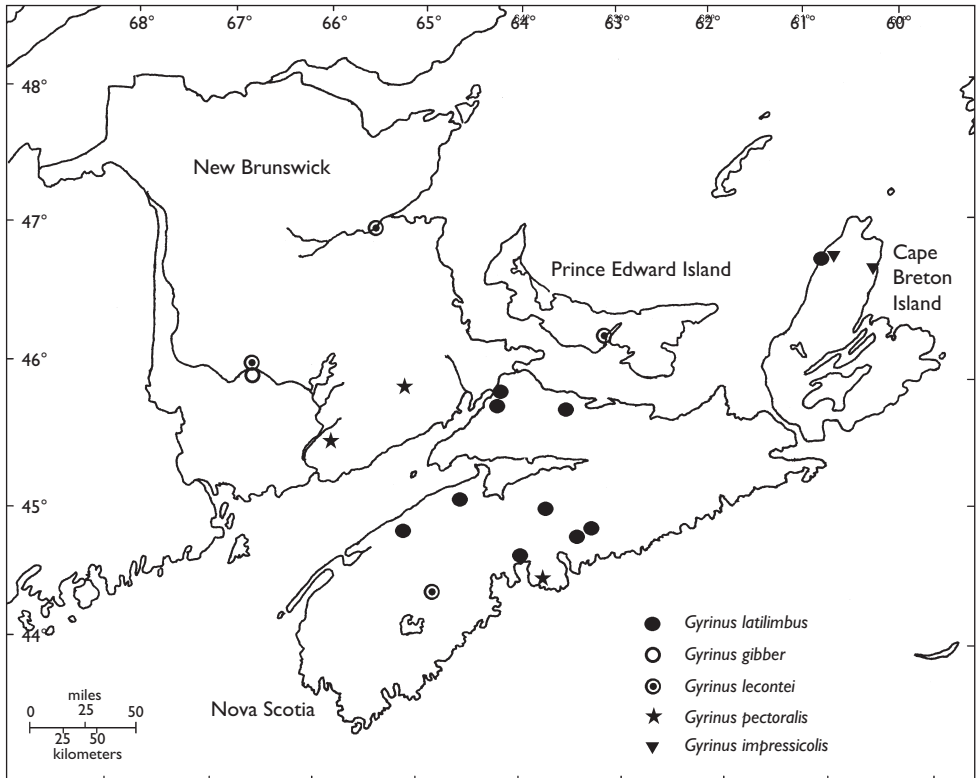 68° 67° 66° 65° 64° 63° 62° 61° 60°
48°
New Brunswick
47°
Prince Edward Island
Cape
Breton
Island
46°
45°
44°
Nova Scotia
miles
0 25 50
25 50
kilometers
Gyrinus latilimbus
Gyrinus gibber
Gyrinus lecontei
Gyrinus pectoralis
Gyrinus impressicolis